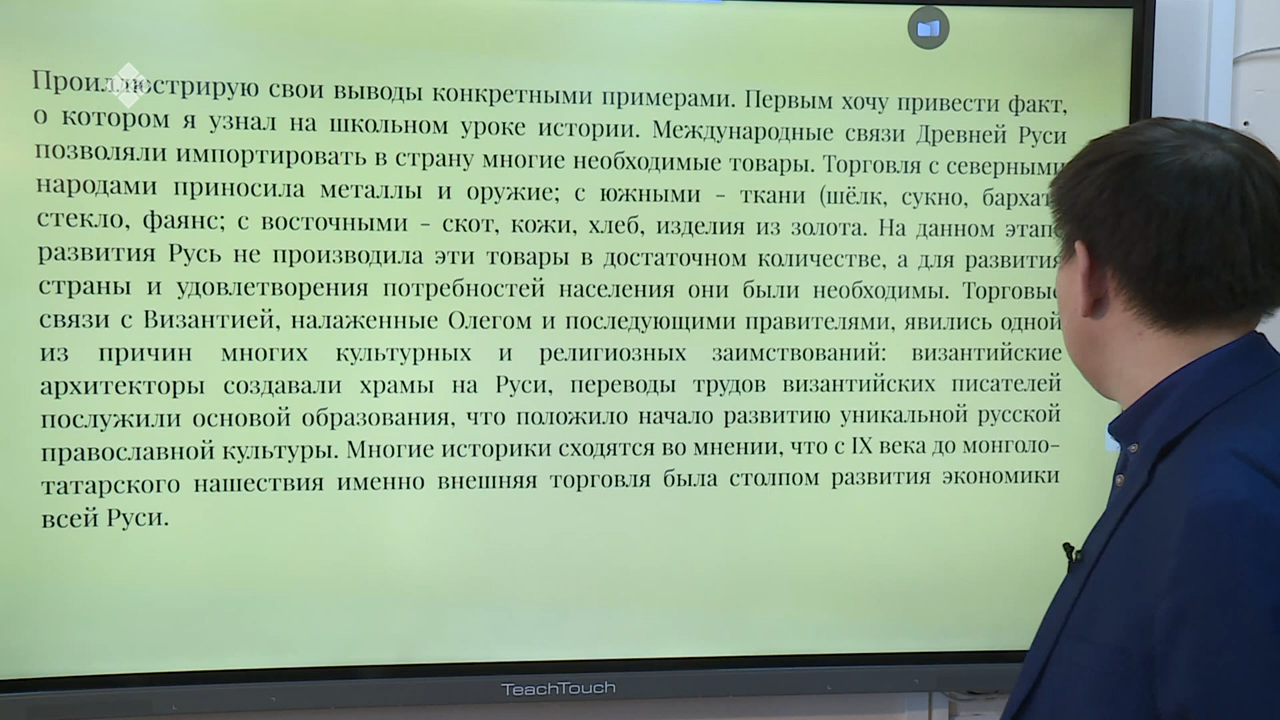 Проиллюстрирую свои выводы конкретными примерами. Первым хочу привести факт,
о котором я узнал на школьном уроке истории. Международные связи Древней Руси
позволяли импортировать в страну многие необходимые товары. Торговля с северными
народами приносила металлы и оружие; с южными – ткани (шёлк, сукно, бархат
стекло, фаянс; с восточными – скот, кожи, хлеб, изделия из золота. На данном этапе
развития Русь не производила эти товары в достаточном количестве, а для развития
страны и удовлетворения потребностей населения они были необходимы. Торговые
связи с Византией, налаженные Олегом и последующими правителями, явились одной
из причин многих культурных и религиозных заимствований: византийские
архитекторы создавали храмы на Руси, переводы трудов византийских писателей
послужили основой образования, что положило начало развитию уникальной русской
православной культуры. Многие историки сходятся во мнении, что с IX века до монголо-
татарского нашествия именно внешняя торговля была столпом развития экономики
всей Руси.
TeachTouch